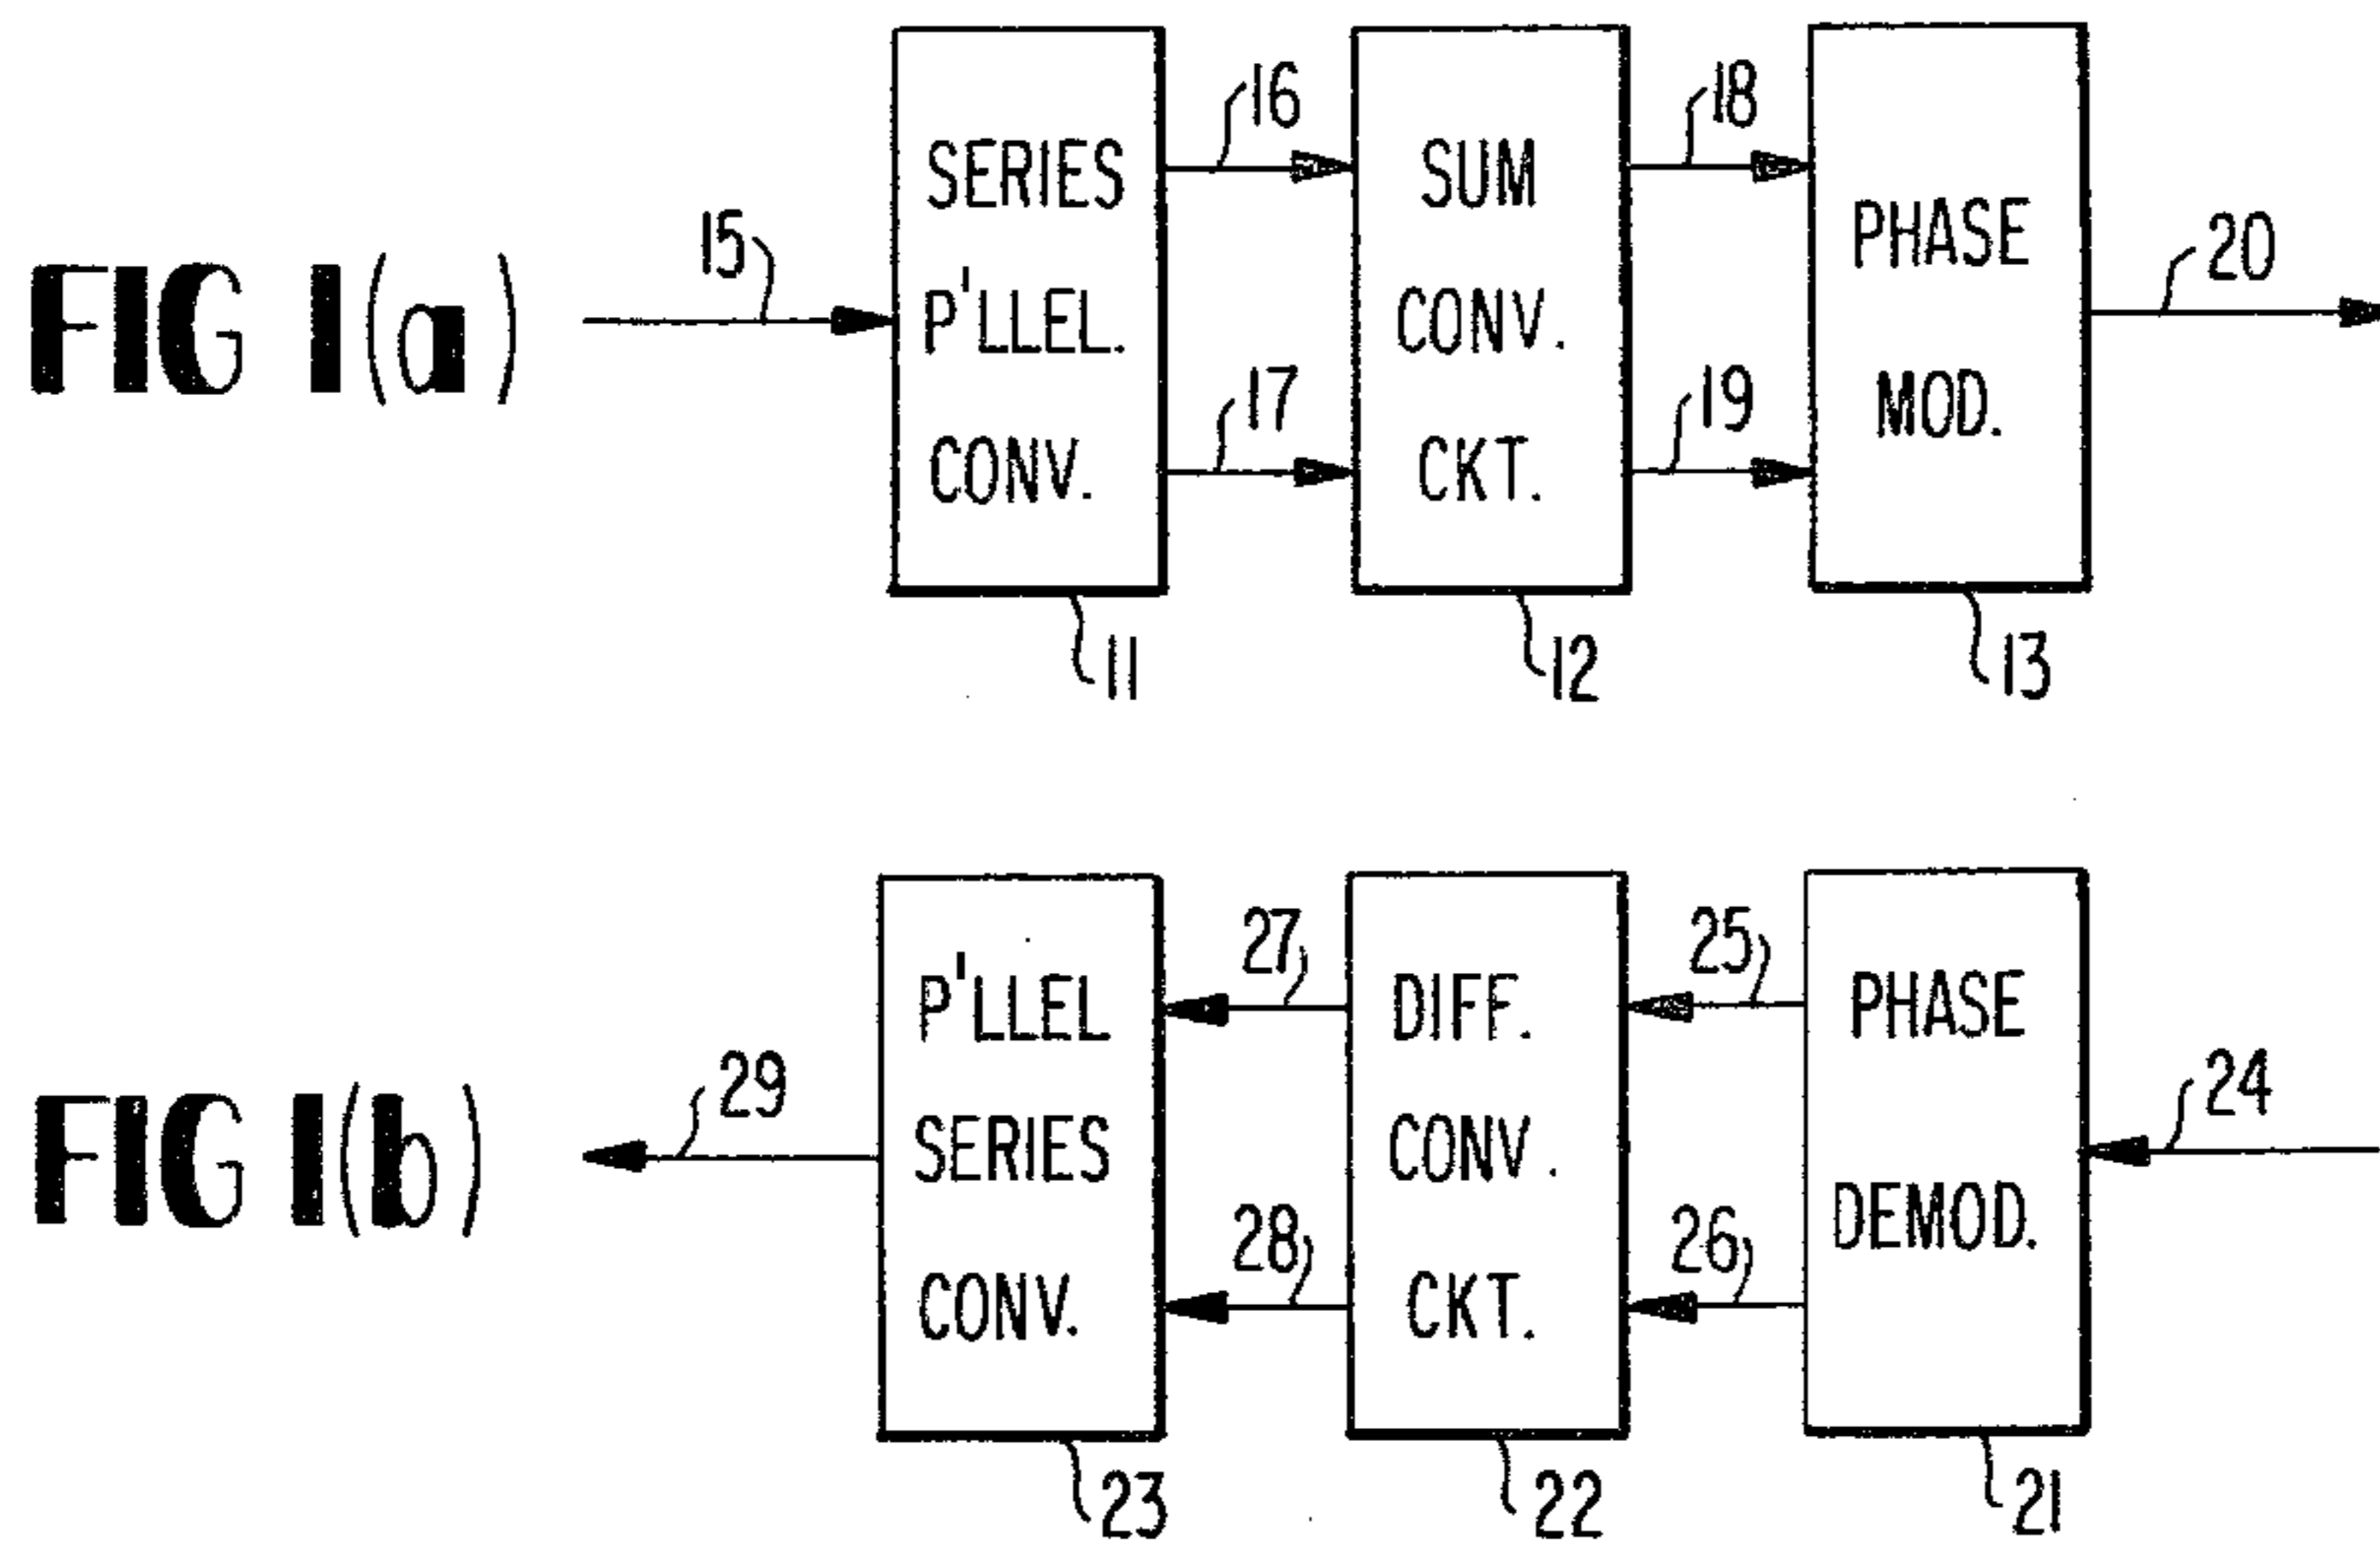 FIG 1(a)
15
SERIES
P'LLEL.
CONV.
11
16
17
SUM
CONV.
CKT.
12
18
19
PHASE
MOD.
13
20
FIG 1(b)
29
P'LLEL
SERIES
CONV.
23
27
28
DIFF.
CONV.
CKT.
22
25
26
PHASE
DEMOD.
21
24